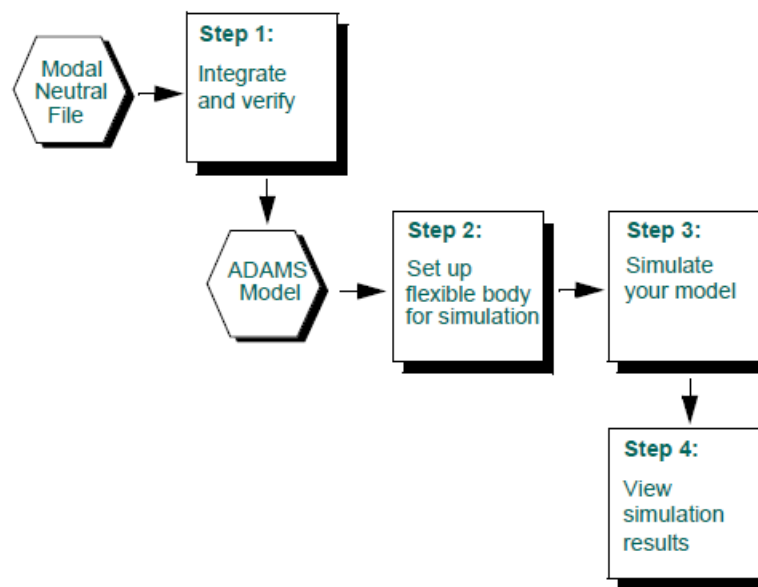 Modal
Neutral
File
Step 1:
Integrate
and verify
ADAMS
Model
Step 2:
Set up
flexible body
for simulation
Step 3:
Simulate
your model
Step 4:
View
simulation
results